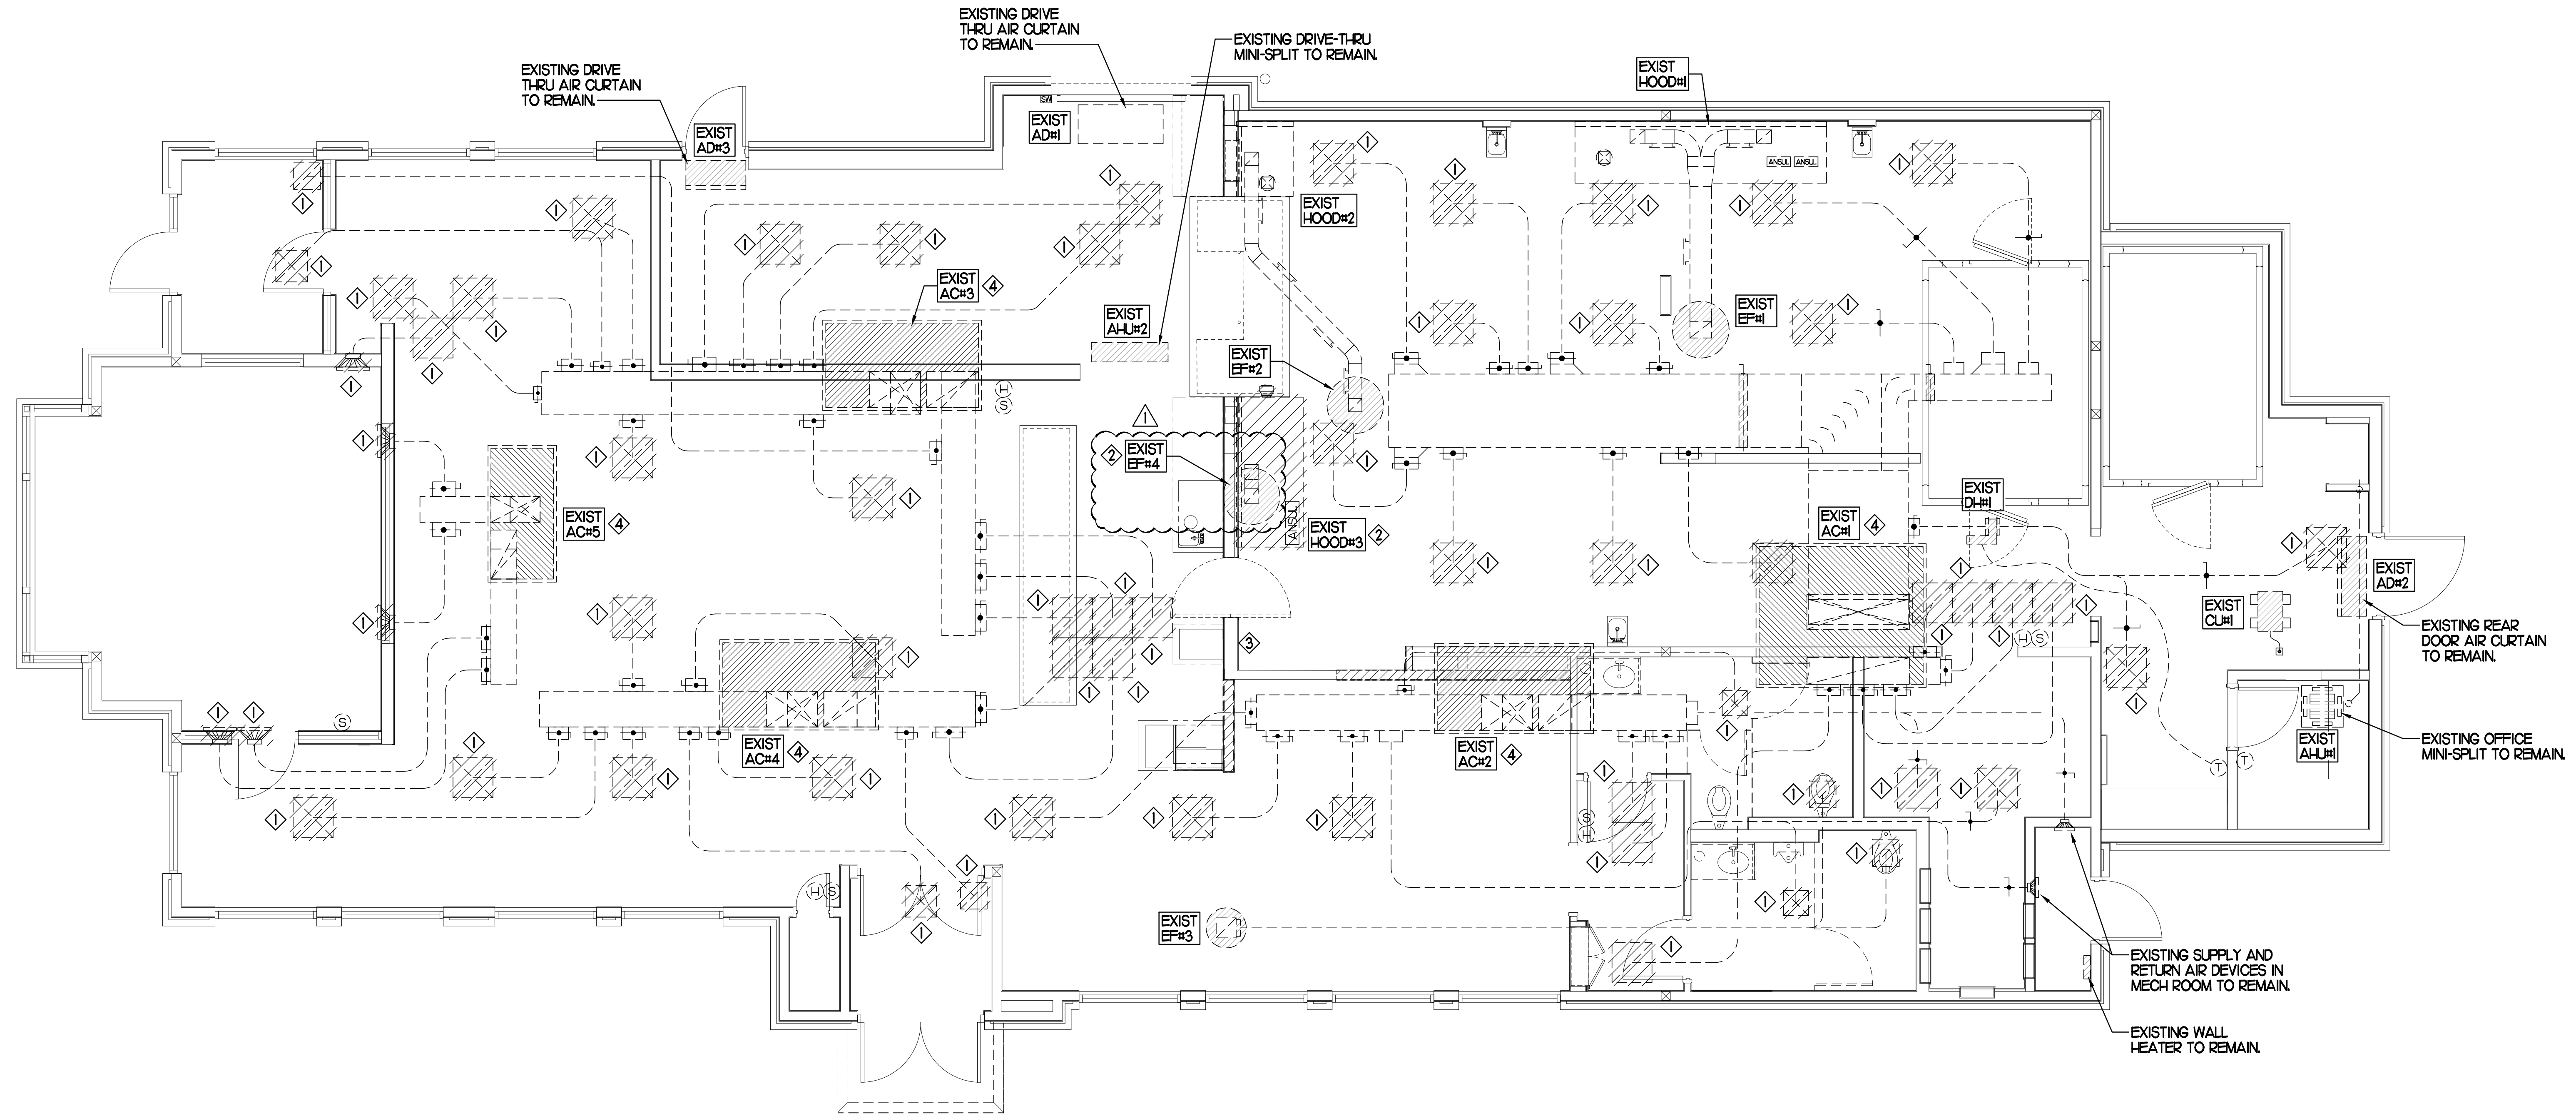 EXISTING DRIVE
THRU AIR CURTAIN
TO REMAIN.
EXISTING DRIVE-THRU
MINI-SPLIT TO REMAIN.
EXISTING DRIVE
THRU AIR CURTAIN
TO REMAIN.
EXIST
HOOD#1
EXIST
AD#3
SW
EXIST
AD#1
ANSUL
ANSUL
EXIST
HOOD#2
EXIST
AC#3
4
EXIST
AHU#2
EXIST
EF#1
EXIST
EF#2
H
S
1
2
EXIST
EF#4
EXIST
DH#1
EXIST
AC#5
4
ANSUL
EXIST
HOOD#3
2
EXIST
AC#1
4
EXIST
AD#2
EXIST
CU#1
EXISTING REAR
DOOR AIR CURTAIN
TO REMAIN.
3
H
S
S
EXIST
AC#4
4
EXIST
AC#2
4
EXIST
AHU#1
EXISTING OFFICE
MINI-SPLIT TO REMAIN.
T
T
S
H
H
S
EXIST
EF#3
EXISTING SUPPLY AND
RETURN AIR DEVICES IN
MECH ROOM TO REMAIN.
EXISTING WALL
HEATER TO REMAIN.